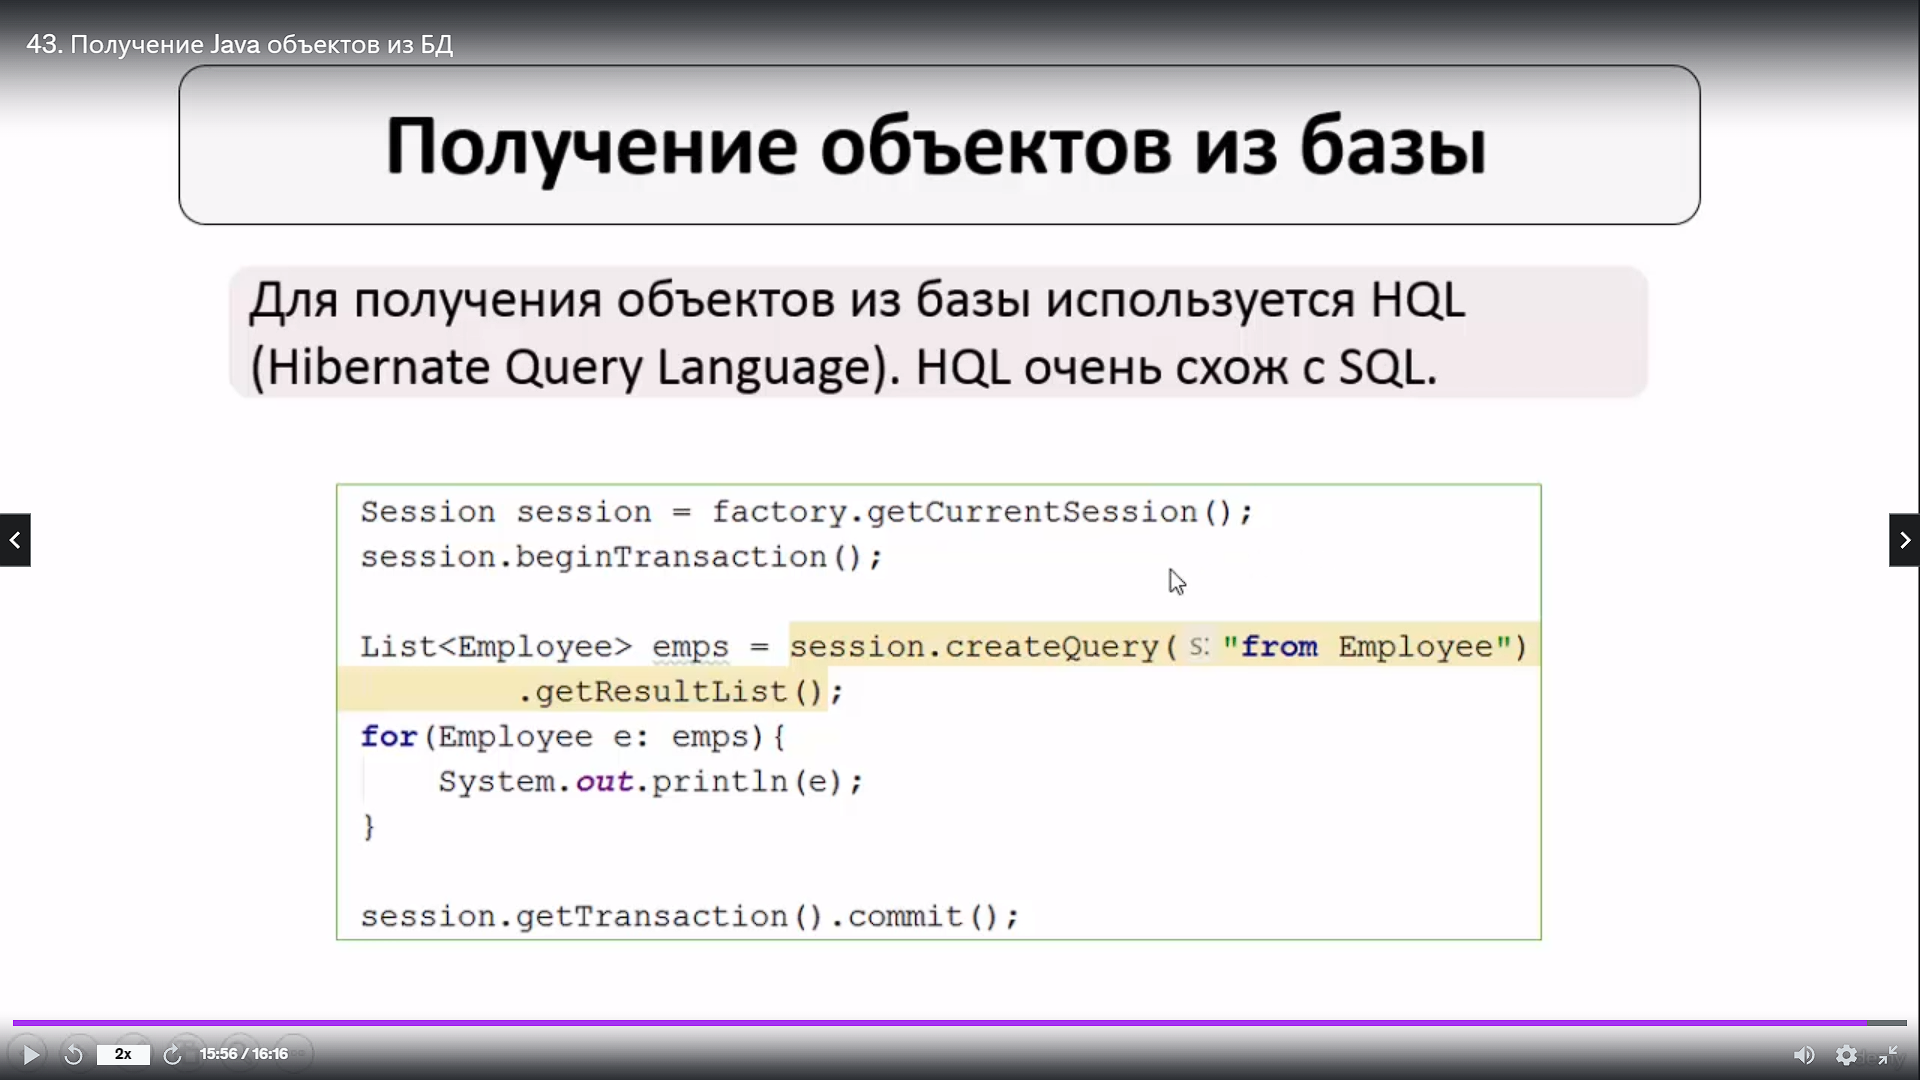 43. Получение Java объектов из БД
Получение объектов из базы
Для получения объектов из базы используется HQL
(Hibernate Query Language). HQL очень схож с SQL.
Session session = factory.getCurrentSession();
session.beginTransaction();
List<Employee> emps = session.createQuery( s: "from Employee")
.getResultList();
for(Employee e: emps){
System.out.println(e);
}
session.getTransaction().commit();
2x
15:56 / 16:16